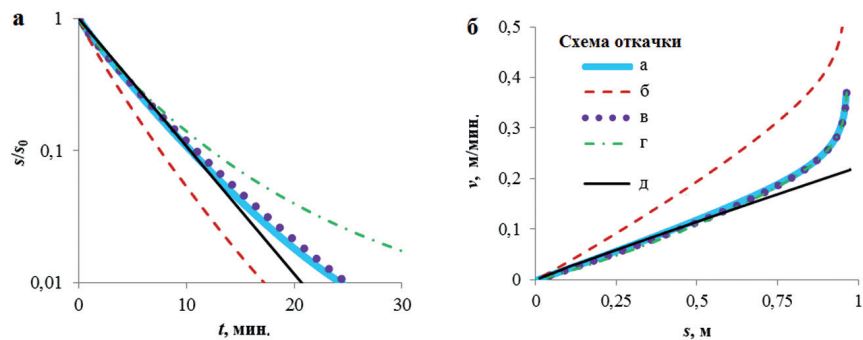 а
1
0,1
0,01
s/s0
0
10
20
30
t, мин.
б
0,5
0,4
0,3
0,2
0,1
0
v, м/мин.
Схема откачки
а
б
в
г
д
0
0,25
0,5
0,75
1
s, м